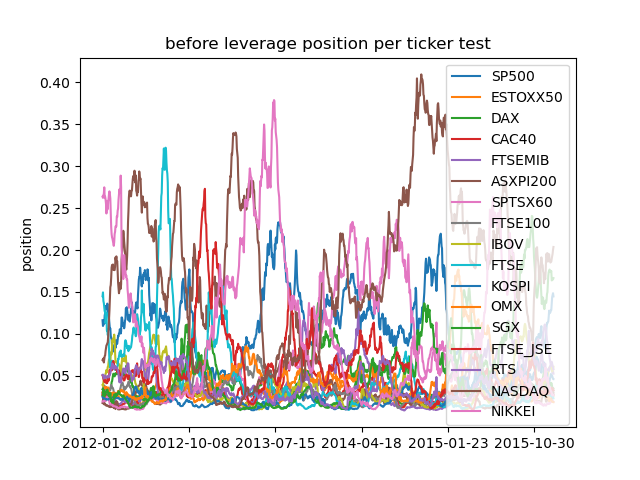 before leverage position per ticker test
position
0.40
0.35
0.30
0.25
0.20
0.15
0.10
0.05
0.00
2012-01-02 2012-10-08 2013-07-15 2014-04-18 2015-01-23 2015-10-30
SP500
ESTOXX50
DAX
CAC40
FTSEMIB
ASXPI200
SPTSX60
FTSE100
IBOV
FTSE
KOSPI
OMX
SGX
FTSE_JSE
RTS
NASDAQ
NIKKEI